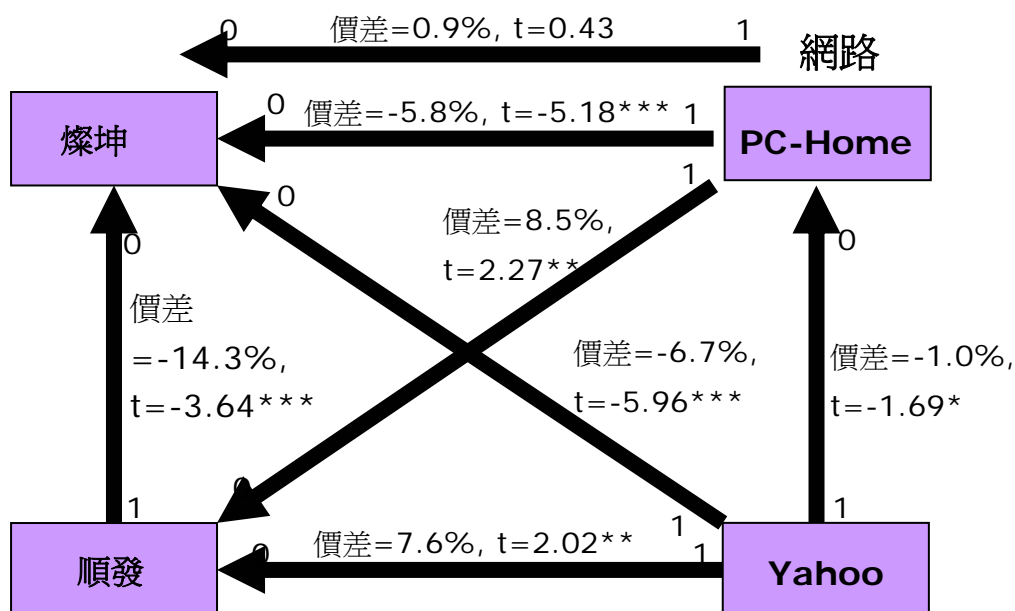 0 價差=0.9%, t=0.43 1
網路
燦坤
0 價差=-5.8%, t=-5.18*** 1
PC-Home
0
1
價差=8.5%,
t=2.27**
0
0
價差
=-14.3%,
t=-3.64***
價差=-6.7%,
t=-5.96***
價差=-1.0%,
t=-1.69*
0
1
1
1
順發
0 價差=7.6%, t=2.02** 1
Yahoo